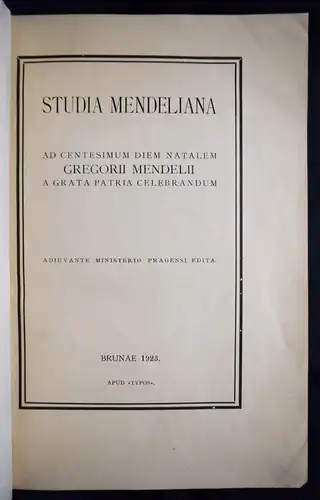 STUDIA MENDELIANA
AD CENTESIMUM DIEM NATALEM
GREGORII MENDELII
A GRATA PATRIA CELEBRANDUM
ADIUVANTE MINISTERIO PRAGENSI EDITA
BRUNAE 1923.
APUD «TYPOS».